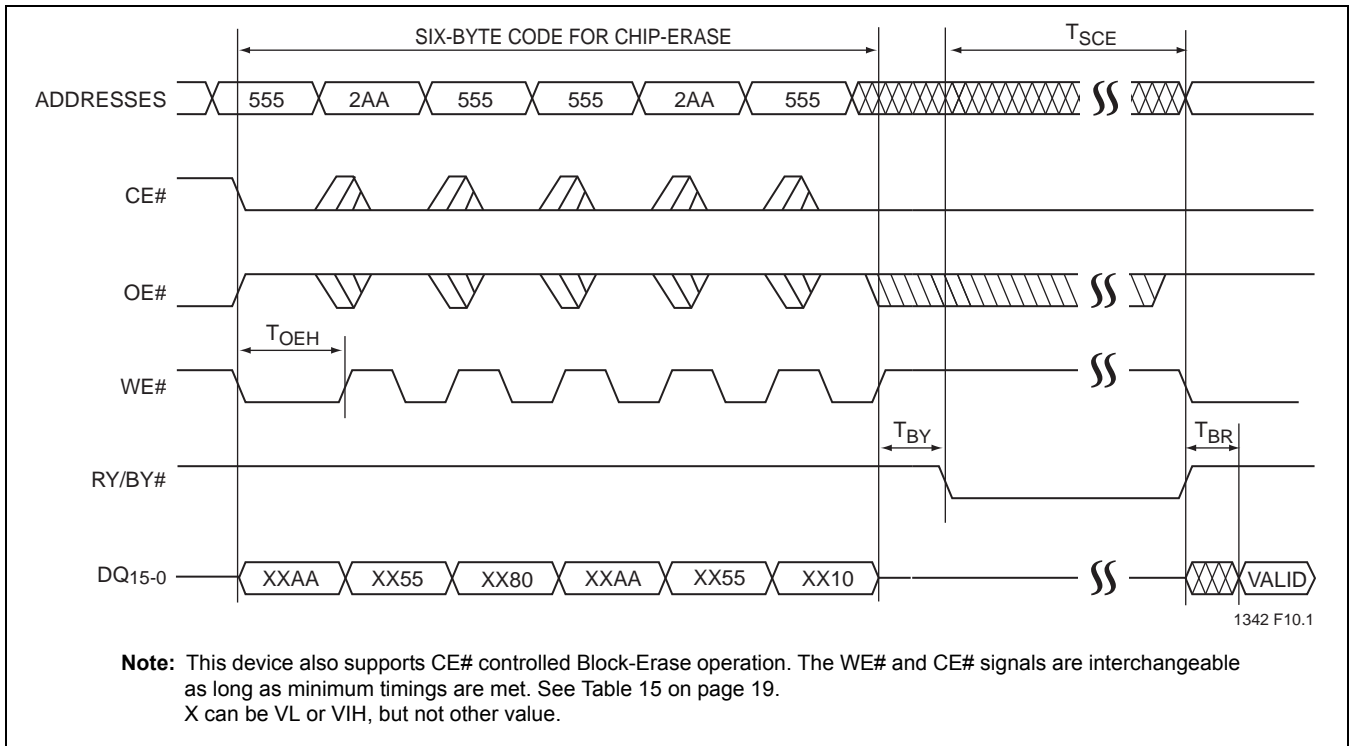 SIX-BYTE CODE FOR CHIP-ERASE
TSCE
ADDRESSES
555 2AA 555 555 2AA 555
CE#
OE#
TOEH
WE#
TBY
TBR
RY/BY#
DQ15-0
XXAA XX55 XX80 XXAA XX55 XX10
VALID
1342 F10.1
Note: This device also supports CE# controlled Block-Erase operation. The WE# and CE# signals are interchangeable
as long as minimum timings are met. See Table 15 on page 19.
X can be VL or VIH, but not other value.